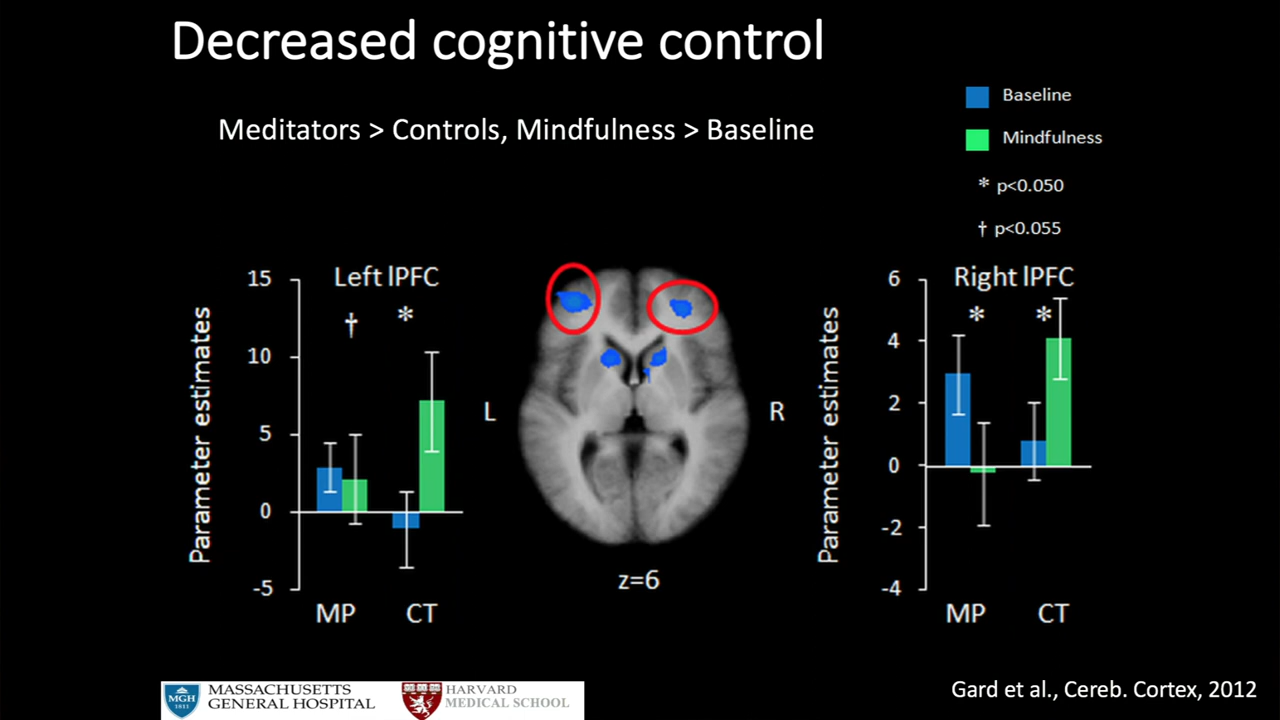 Decreased cognitive control
Meditators > Controls, Mindfulness > Baseline
Baseline
Mindfulness
* p<0.050
† p<0.055
Left lPFC
† *
15
10
5
0
-5
Parameter estimates
MP CT
L
R
z=6
Right lPFC
* *
6
4
2
0
-2
-4
Parameter estimates
MP CT
MGH
1811
MASSACHUSETTS
GENERAL HOSPITAL
HARVARD
MEDICAL SCHOOL
Gard et al., Cereb. Cortex, 2012